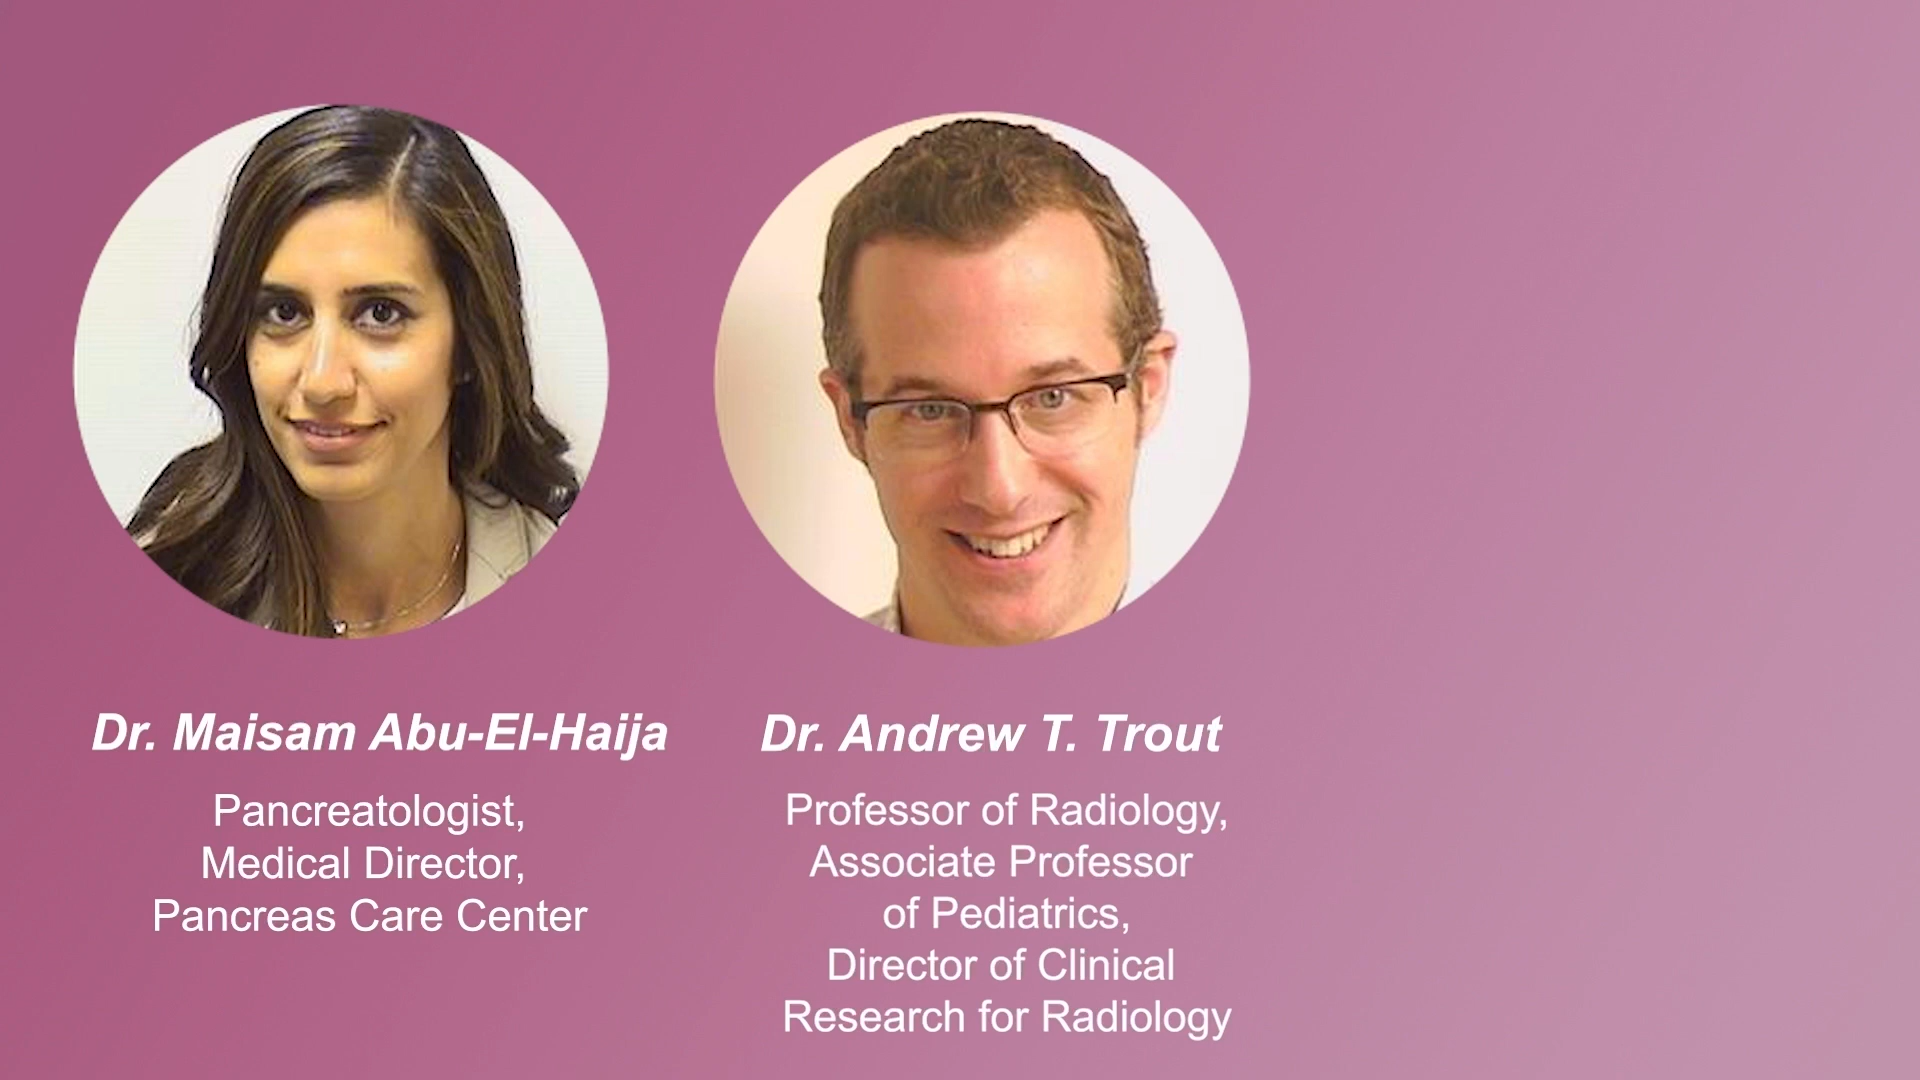 Dr. Maisam Abu-El-Haija
Pancreatologist,
Medical Director,
Pancreas Care Center
Dr. Andrew T. Trout
Professor of Radiology,
Associate Professor
of Pediatrics,
Director of Clinical
Research for Radiology